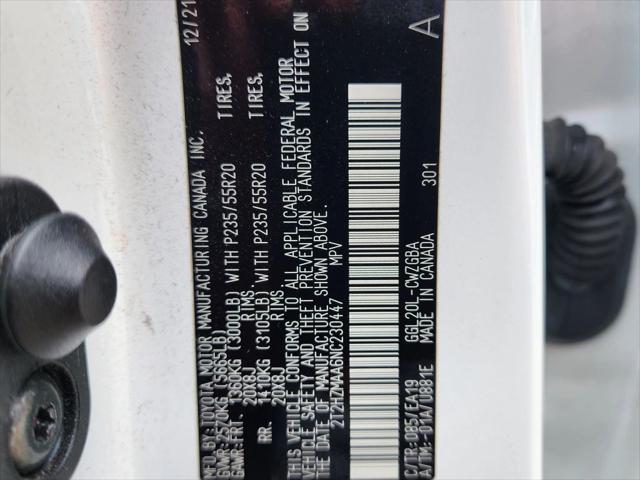 MFD.BY:TOYOTA MOTOR MANUFACTURING CANADA INC. 12/21
GVWR:2570KG (5665LB)
GAWR:FRT. 1360KG (3000LB) WITH P235/55R20 TIRES,
20X8J RIMS,
RR. 1410KG (3105LB) WITH P235/55R20 TIRES,
20X8J RIMS,
THIS VEHICLE CONFORMS TO ALL APPLICABLE FEDERAL MOTOR
VEHICLE SAFETY AND THEFT PREVENTION STANDARDS IN EFFECT ON
THE DATE OF MANUFACTURE SHOWN ABOVE.
2T2HZMAA6NC230447 MPV
301 A
C/TR:085/EA19 GGL20L-CWZGBA
A/TM:-P1A/U881E MADE IN CANADA